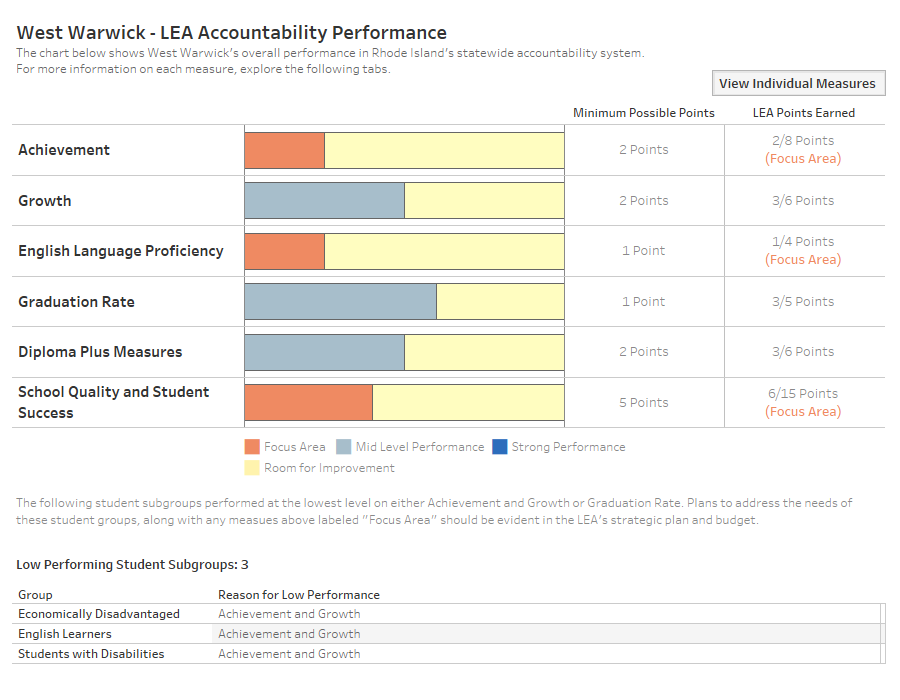 West Warwick - LEA Accountability Performance
The chart below shows West Warwick's overall performance in Rhode Island's statewide accountability system.
For more information on each measure, explore the following tabs.
View Individual Measures
Minimum Possible Points LEA Points Earned
Achievement 2 Points 2/8 Points
(Focus Area)
Growth 2 Points 3/6 Points
English Language Proficiency 1 Point 1/4 Points
(Focus Area)
Graduation Rate 1 Point 3/5 Points
Diploma Plus Measures 2 Points 3/6 Points
School Quality and Student
Success 5 Points 6/15 Points
(Focus Area)
Focus Area Mid Level Performance Strong Performance
Room for Improvement
The following student subgroups performed at the lowest level on either Achievement and Growth or Graduation Rate. Plans to address the needs of
these student groups, along with any measues above labeled "Focus Area" should be evident in the LEA's strategic plan and budget.
Low Performing Student Subgroups: 3
Group Reason for Low Performance
Economically Disadvantaged Achievement and Growth
English Learners Achievement and Growth
Students with Disabilities Achievement and Growth